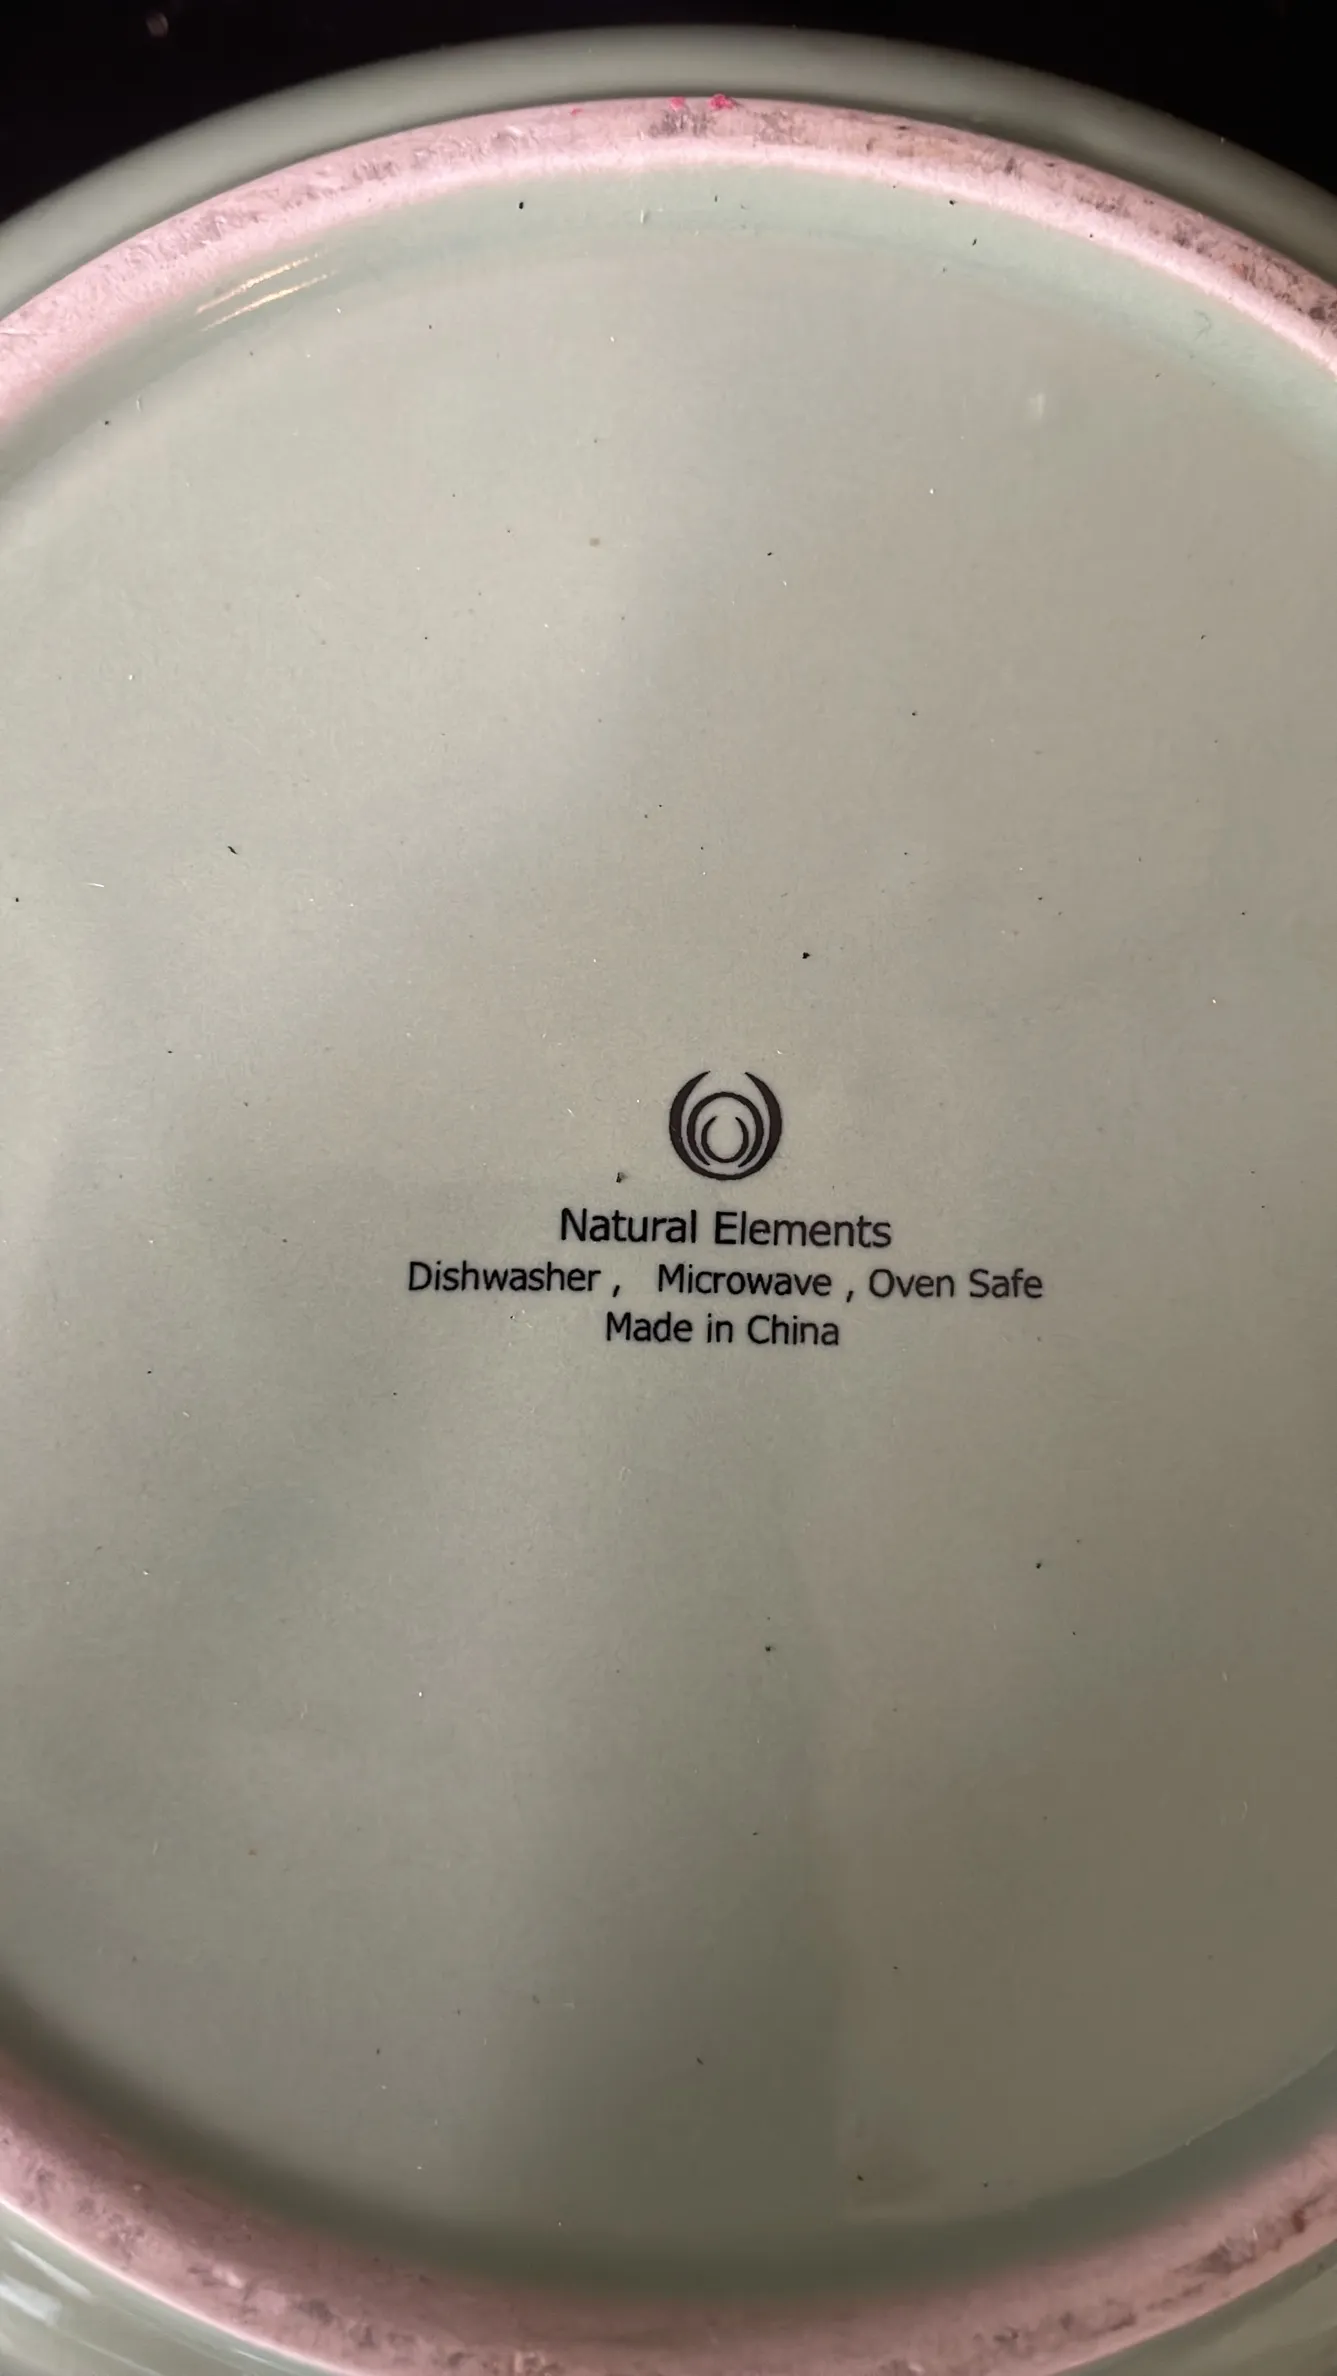 Natural Elements
Dishwasher , Microwave , Oven Safe
Made in China